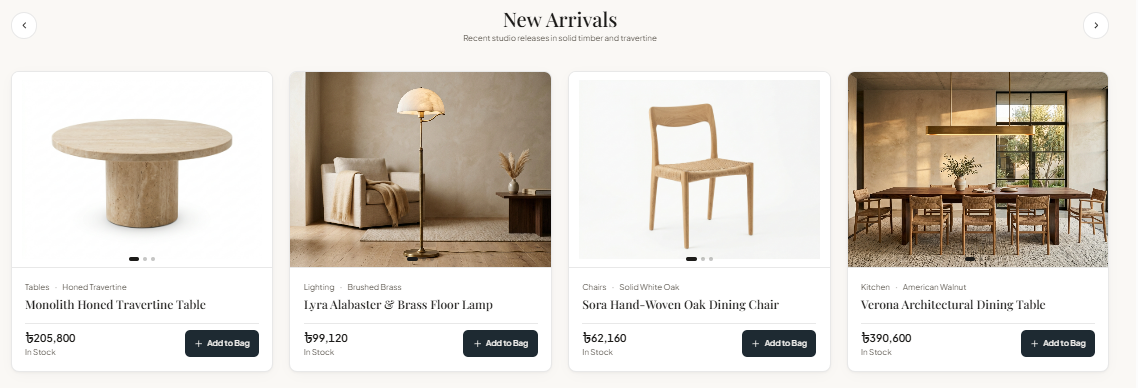 New Arrivals
Recent studio releases in solid timber and travertine
Tables · Honed Travertine
Monolith Honed Travertine Table
৳205,800
In Stock
+ Add to Bag
Lighting · Brushed Brass
Lyra Alabaster & Brass Floor Lamp
৳99,120
In Stock
+ Add to Bag
Chairs · Solid White Oak
Sora Hand-Woven Oak Dining Chair
৳62,160
In Stock
+ Add to Bag
Kitchen · American Walnut
Verona Architectural Dining Table
৳390,600
In Stock
+ Add to Bag